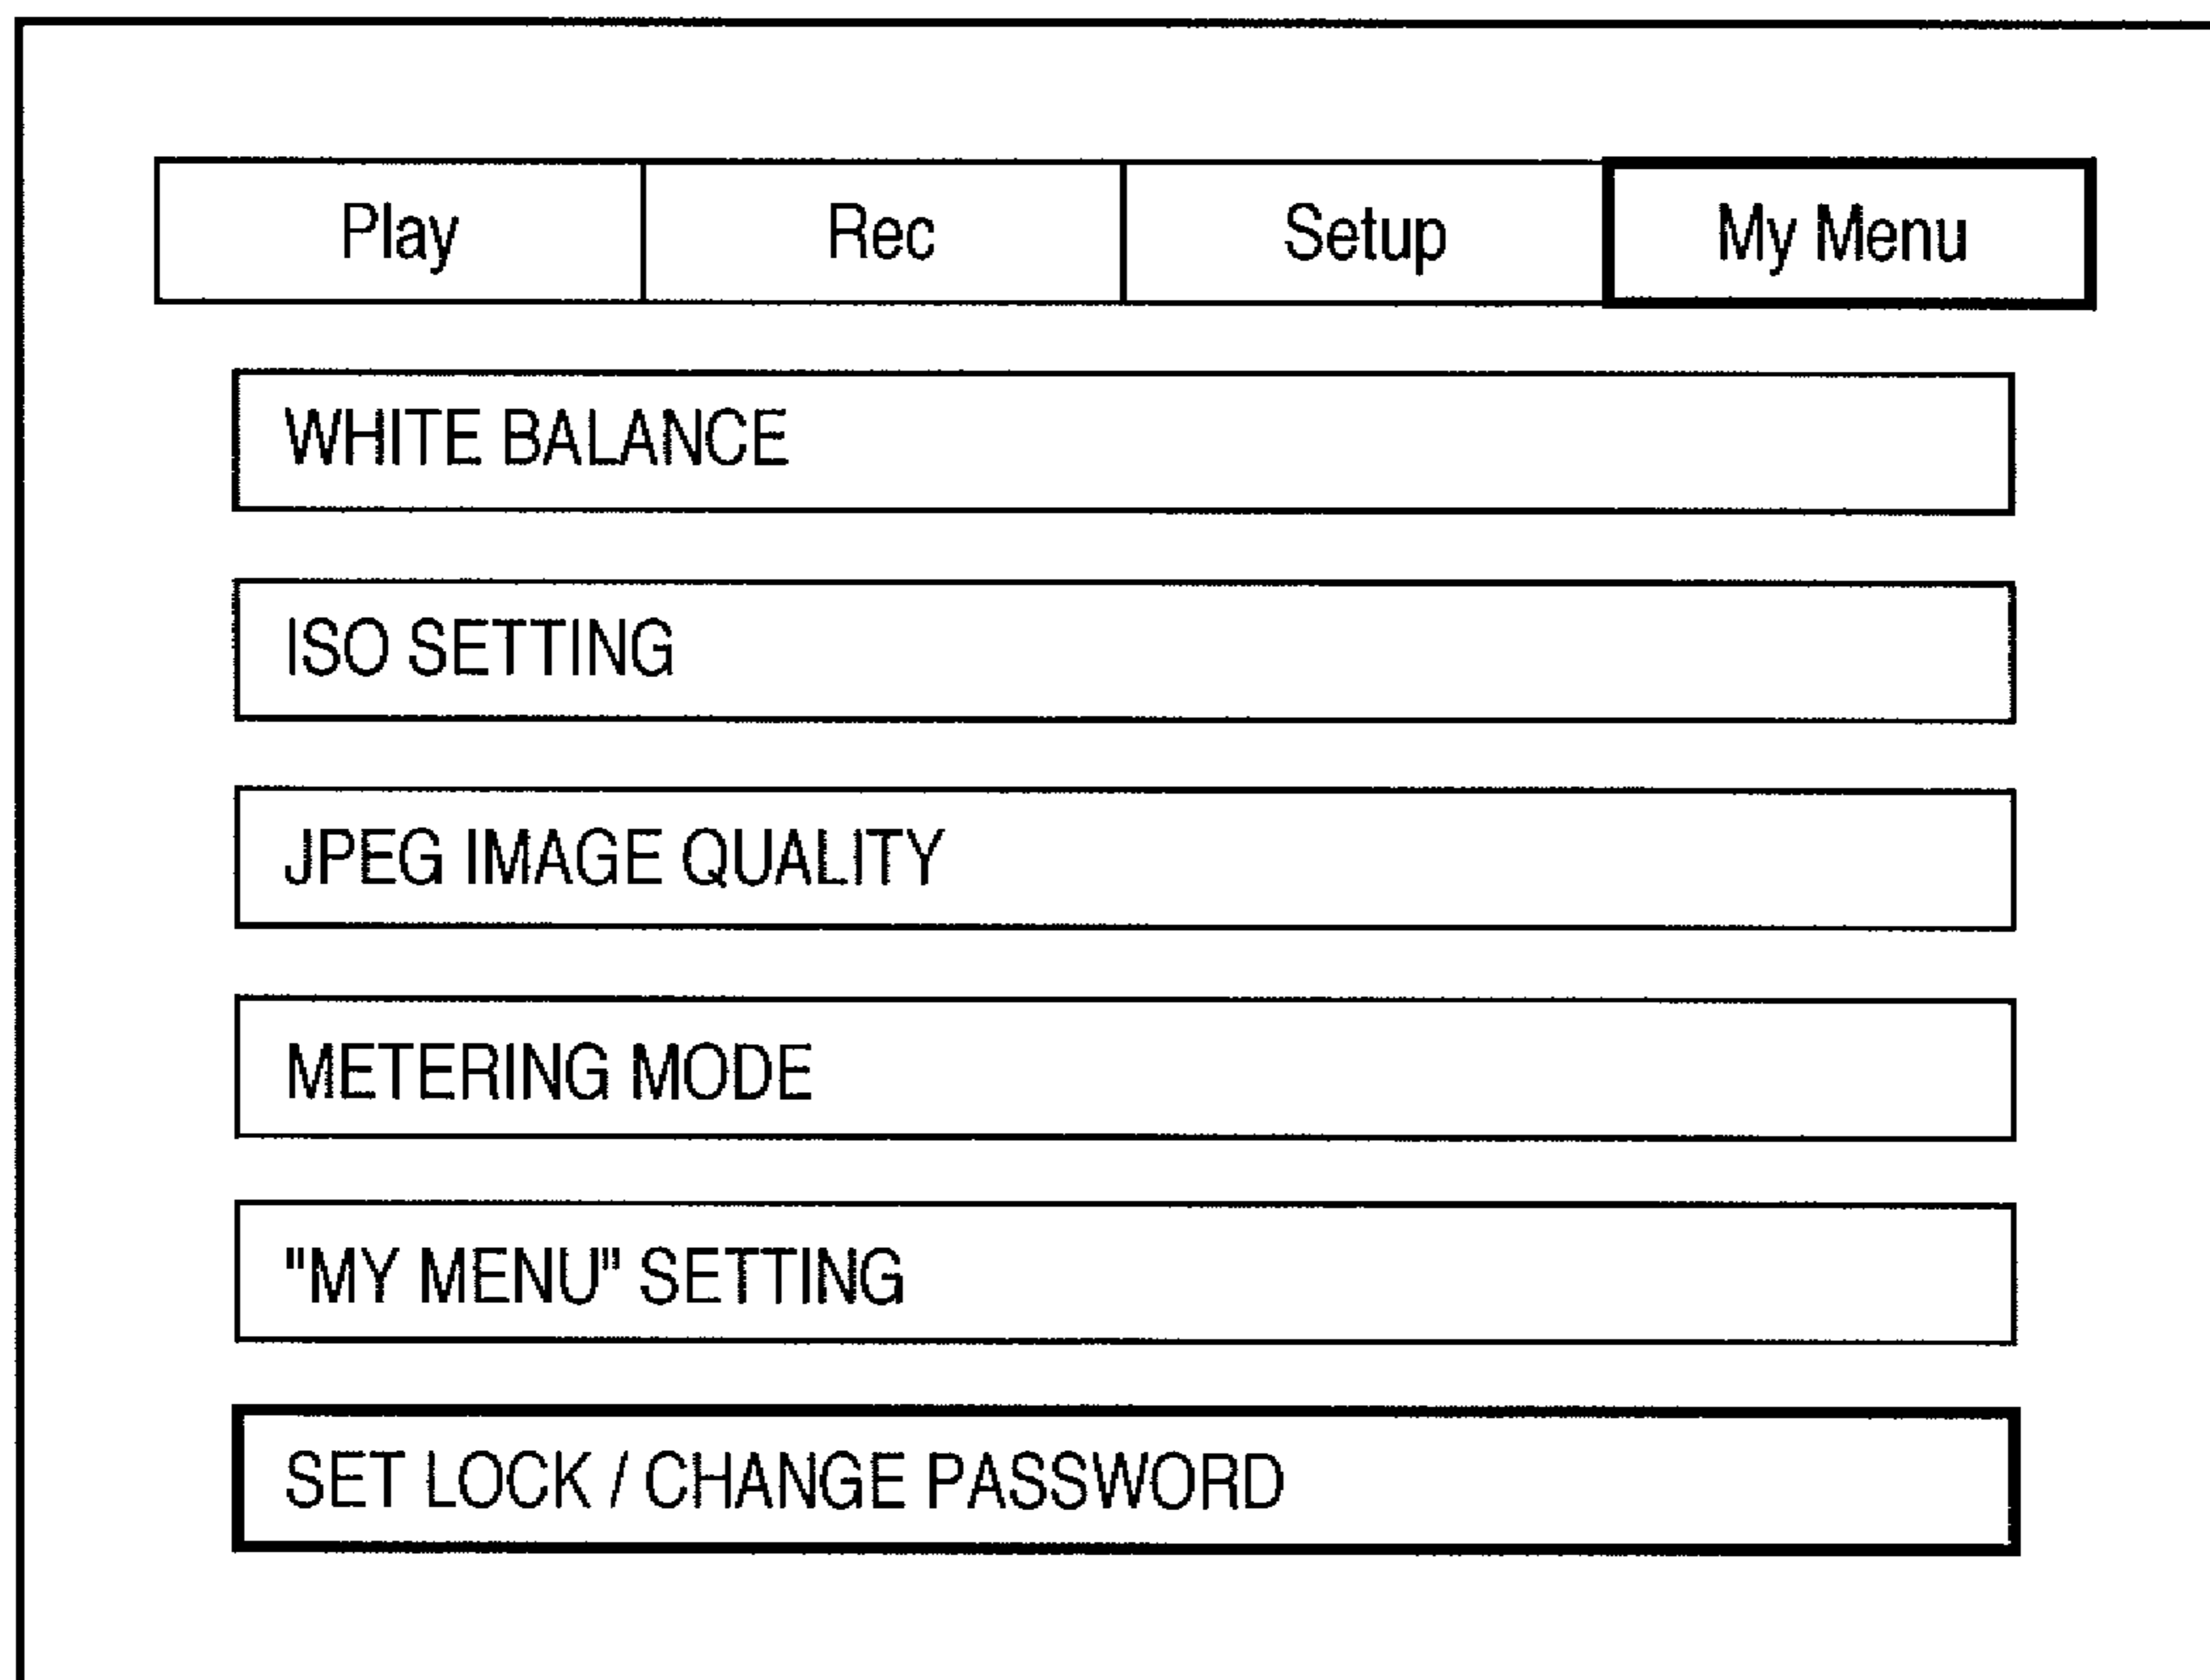 Play Rec Setup My Menu
WHITE BALANCE
ISO SETTING
JPEG IMAGE QUALITY
METERING MODE
"MY MENU" SETTING
SET LOCK / CHANGE PASSWORD